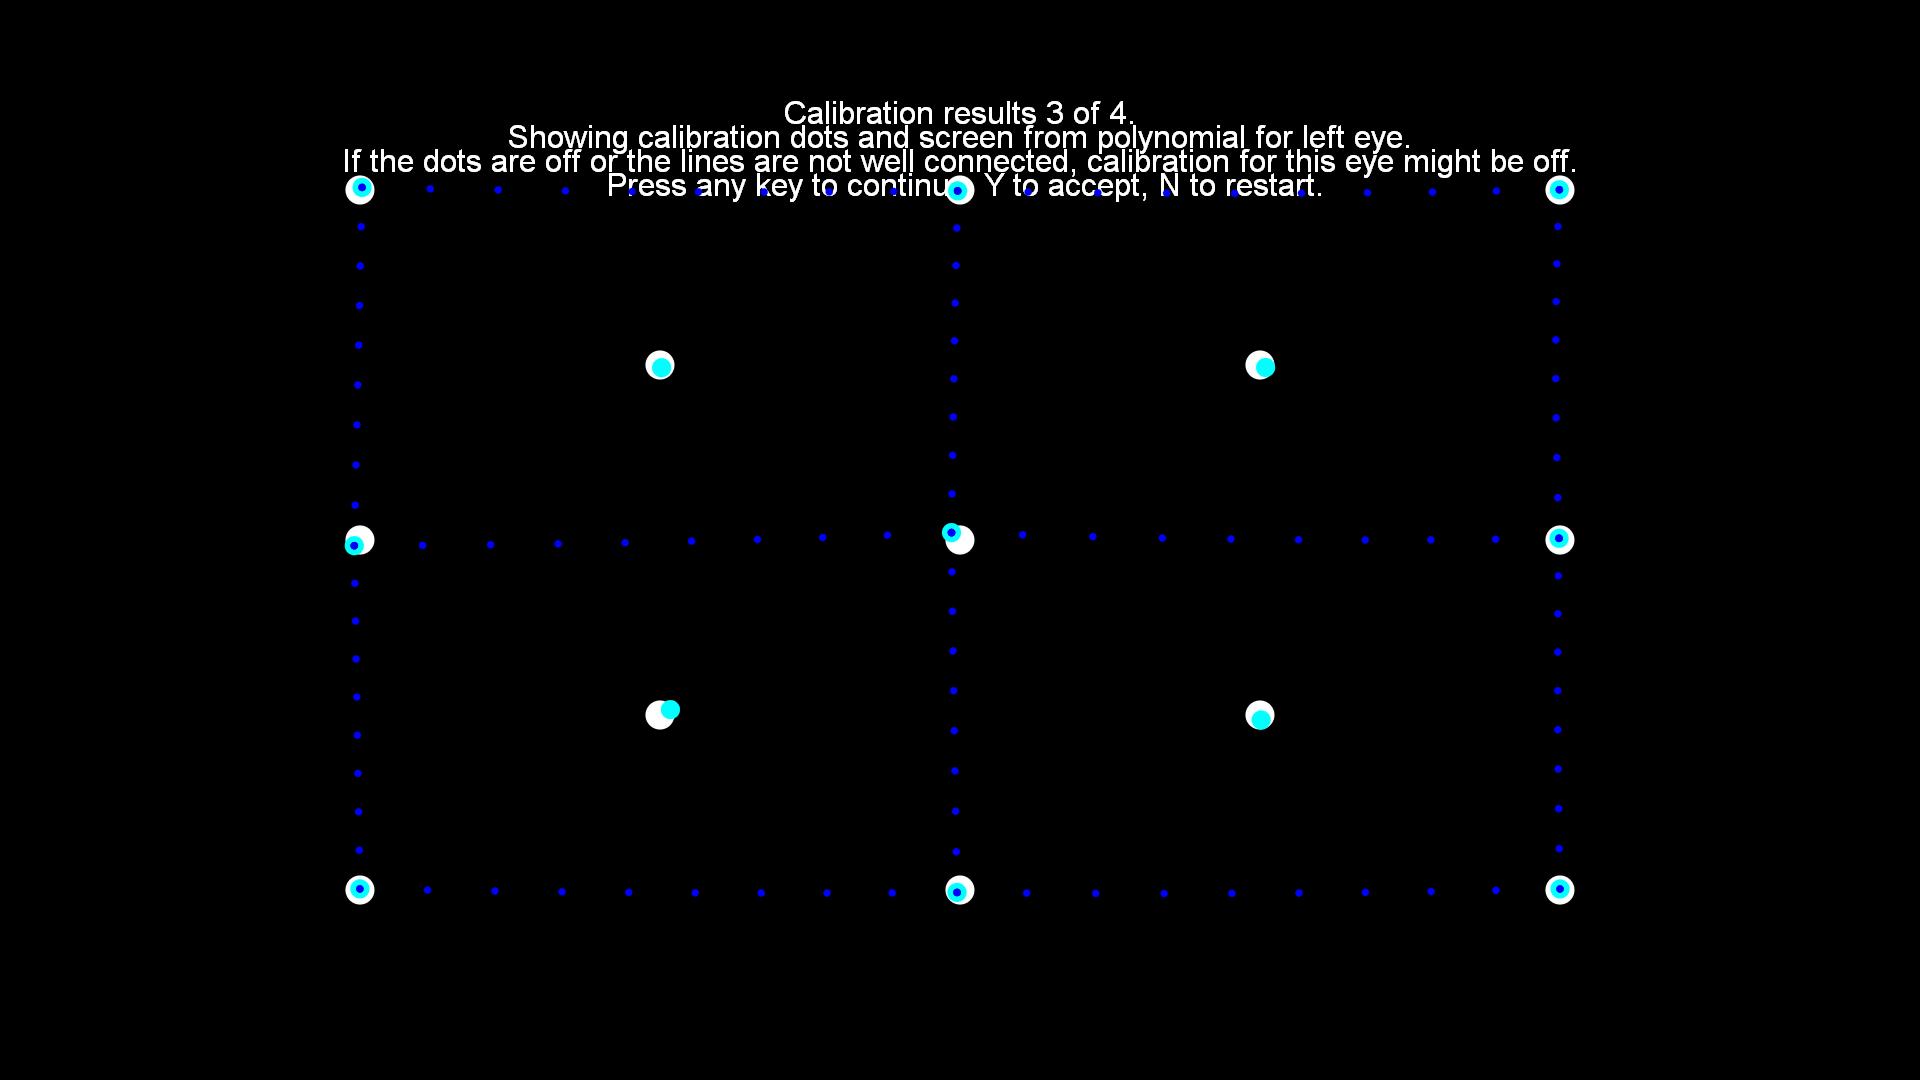 Calibration results 3 of 4.
Showing calibration dots and screen from polynomial for left eye.
If the dots are off or the lines are not well connected, calibration for this eye might be off.
Press any key to continue, Y to accept, N to restart.